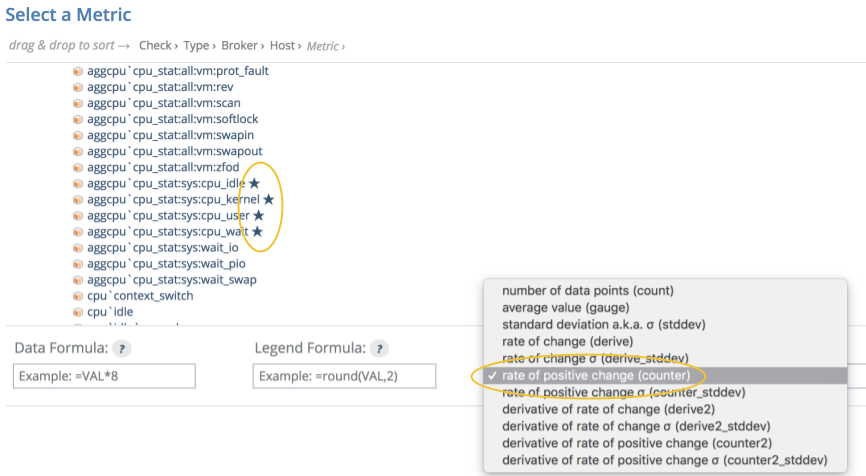 Select a Metric
drag & drop to sort → Check › Type › Broker › Host › Metric ›
aggcpu`cpu_stat:all:vm:prot_fault
aggcpu`cpu_stat:all:vm:rev
aggcpu`cpu_stat:all:vm:scan
aggcpu`cpu_stat:all:vm:softlock
aggcpu`cpu_stat:all:vm:swapin
aggcpu`cpu_stat:all:vm:swapout
aggcpu`cpu_stat:all:vm:zfod
aggcpu`cpu_stat:sys:cpu_idle ★
aggcpu`cpu_stat:sys:cpu_kernel ★
aggcpu`cpu_stat:sys:cpu_user ★
aggcpu`cpu_stat:sys:cpu_wait ★
aggcpu`cpu_stat:sys:wait_io
aggcpu`cpu_stat:sys:wait_pio
aggcpu`cpu_stat:sys:wait_swap
cpu`context_switch
cpu`idle
Data Formula: ?
Example: =VAL*8
Legend Formula: ?
Example: =round(VAL,2)
number of data points (count)
average value (gauge)
standard deviation a.k.a. σ (stddev)
rate of change (derive)
rate of change σ (derive_stddev)
✓ rate of positive change (counter)
rate of positive change σ (counter_stddev)
derivative of rate of change (derive2)
derivative of rate of change σ (derive2_stddev)
derivative of rate of positive change (counter2)
derivative of rate of positive change σ (counter2_stddev)